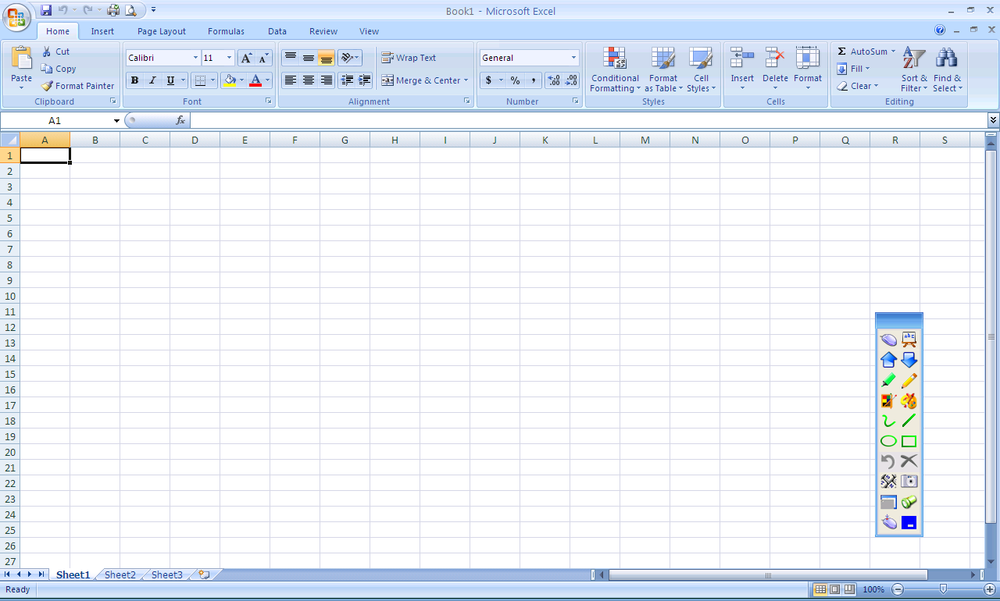 Book1 - Microsoft Excel
Home Insert Page Layout Formulas Data Review View
Cut
Copy
Format Painter
Paste
Clipboard
Calibri 11
B I U
Font
Wrap Text
Merge & Center
Alignment
General
$ % ,
Number
Conditional Formatting
Format as Table
Cell Styles
Styles
Insert Delete Format
Cells
Σ AutoSum
Fill
Clear
Sort & Filter
Find & Select
Editing
A1 fx
A B C D E F G H I J K L M N O P Q R S
1
2
3
4
5
6
7
8
9
10
11
12
13
14
15
16
17
18
19
20
21
22
23
24
25
26
27
abc
Sheet1 Sheet2 Sheet3
Ready 100%